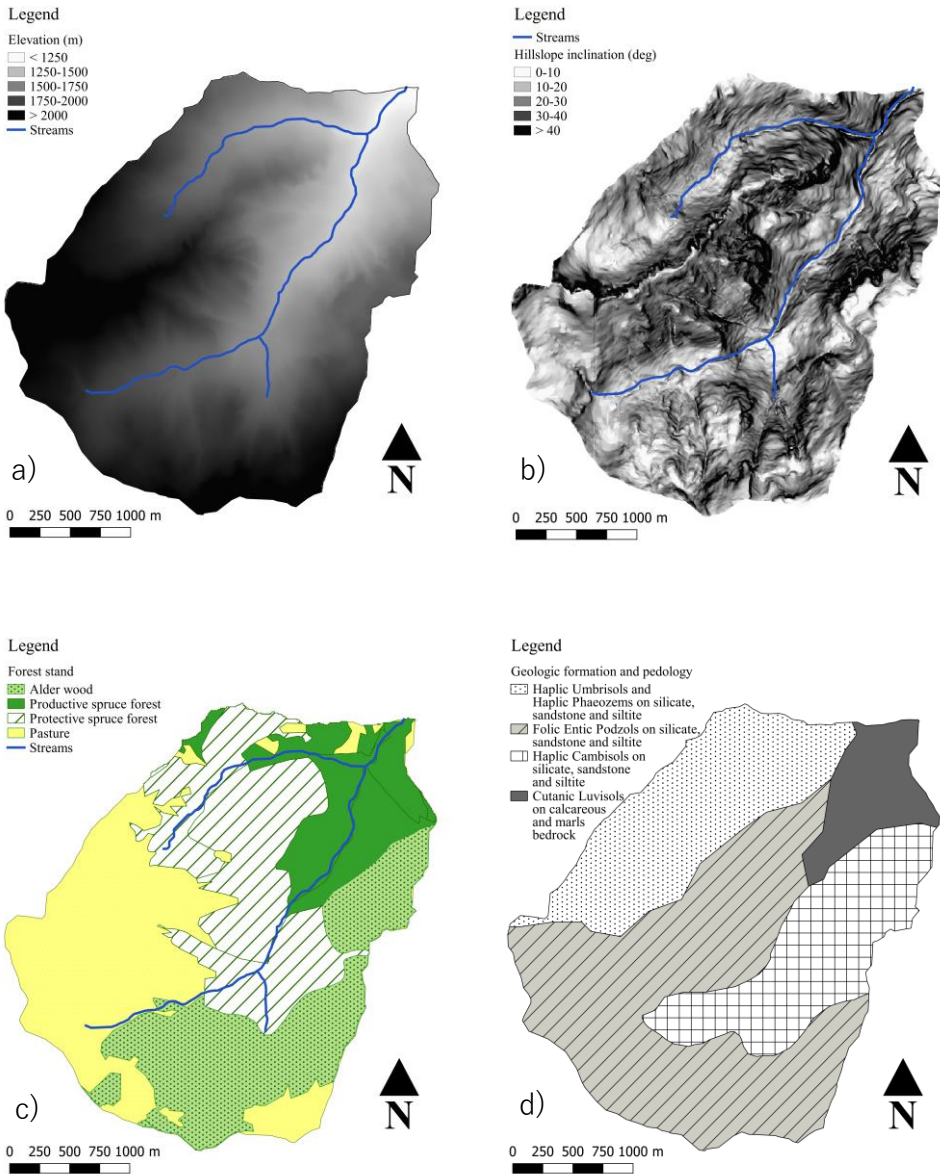 Legend
Elevation (m)
< 1250
1250-1500
1500-1750
1750-2000
> 2000
Streams
a)
N
0 250 500 750 1000 m
Legend
Streams
Hillslope inclination (deg)
0-10
10-20
20-30
30-40
> 40
b)
N
0 250 500 750 1000 m
Legend
Forest stand
Alder wood
Productive spruce forest
Protective spruce forest
Pasture
Streams
c)
N
0 250 500 750 1000 m
Legend
Geologic formation and pedology
Haplic Umbrisols and
Haplic Phaeozems on silicate,
sandstone and siltite
Folic Entic Podzols on silicate,
sandstone and siltite
Haplic Cambisols on
silicate, sandstone
and siltite
Cutanic Luvisols
on calcareous
and marls
bedrock
d)
N
0 250 500 750 1000 m